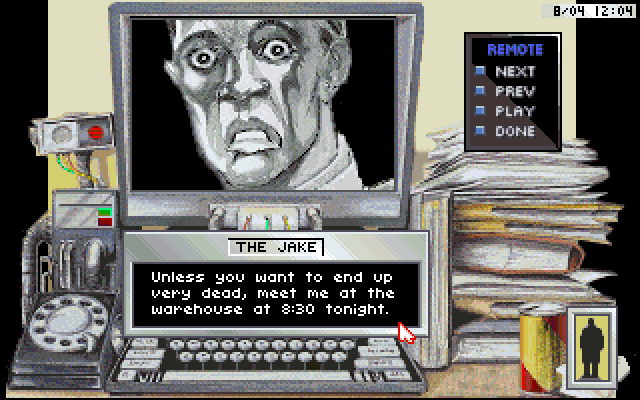 8/04 12:04
REMOTE
NEXT
PREV
PLAY
DONE
THE JAKE
Unless you want to end up
very dead, meet me at the
warehouse at 8:30 tonight.